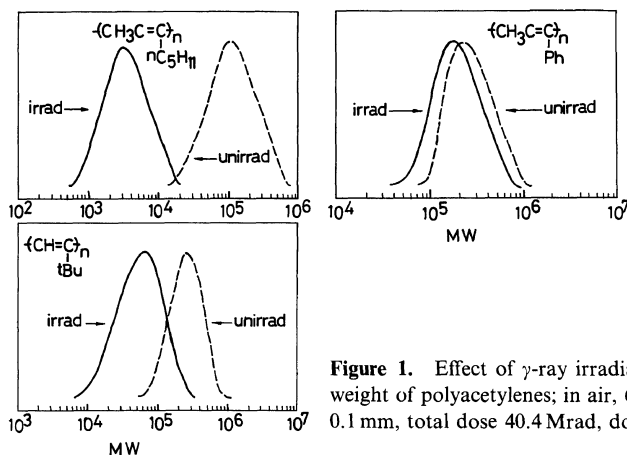 -(CH3C=C)n
nC5H11
irrad
unirrad
10² 10³ 10⁴ 10⁵ 10⁶
(CH3C=C)n
Ph
irrad
unirrad
10⁴ 10⁵ 10⁶ 10⁷
MW
(CH=C)n
tBu
irrad
unirrad
10³ 10⁴ 10⁵ 10⁶ 10⁷
MW
Figure 1. Effect of γ-ray irradi
weight of polyacetylenes; in air,
0.1 mm, total dose 40.4 Mrad, do